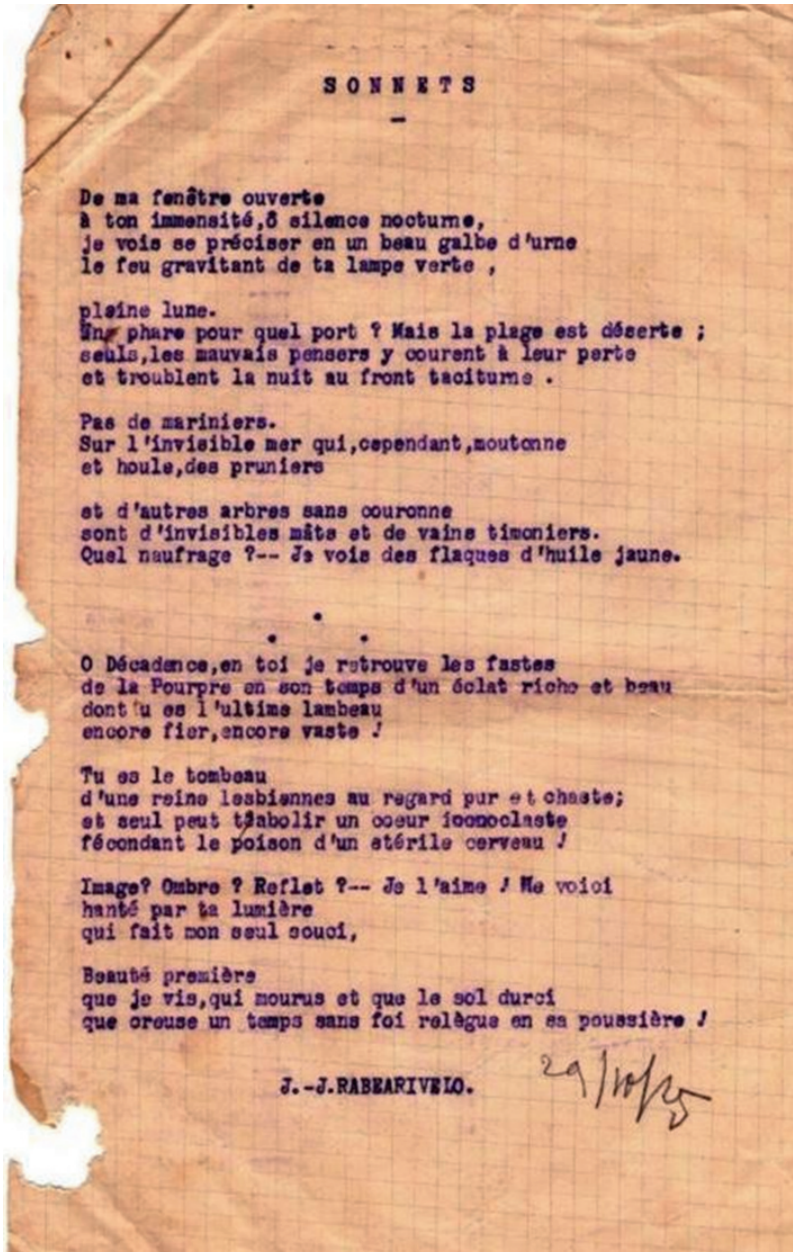 SONNETS
-
De ma fenêtre ouverte
à ton immensité,ô silence nocturne,
je vois se préciser en un beau galbe d'urne
le feu gravitant de ta lampe verte ,
pleine lune.
Un phare pour quel port ? Mais la plage est déserte ;
seuls,les mauvais pensers y courent à leur perte
et troublent la nuit au front taciturne .
Pas de mariniers.
Sur l'invisible mer qui,cependant,moutonne
et houle,des pruniers
et d'autres arbres sans couronne
sont d'invisibles mâts et de vains timoniers.
Quel naufrage ?-- Je vois des flaques d'huile jaune.
O Décadence,en toi je retrouve les fastes
de la Pourpre en son temps d'un éclat riche et beau
dont tu es l'ultime lambeau
encore fier,encore vaste !
Tu es le tombeau
d'une reine lesbiennes au regard pur et chaste;
et seul peut t'abolir un coeur iconoclaste
fécondant le poison d'un stérile cerveau !
Image? Ombre ? Reflet ?-- Je l'aime ! Me voici
hanté par ta lumière
qui fait mon seul souci,
Beauté première
que je vis,qui mourus et que le sol durci
que creuse un temps sans foi relègue en sa poussière !
J.-J.RABEARIVELO.
29/10/25